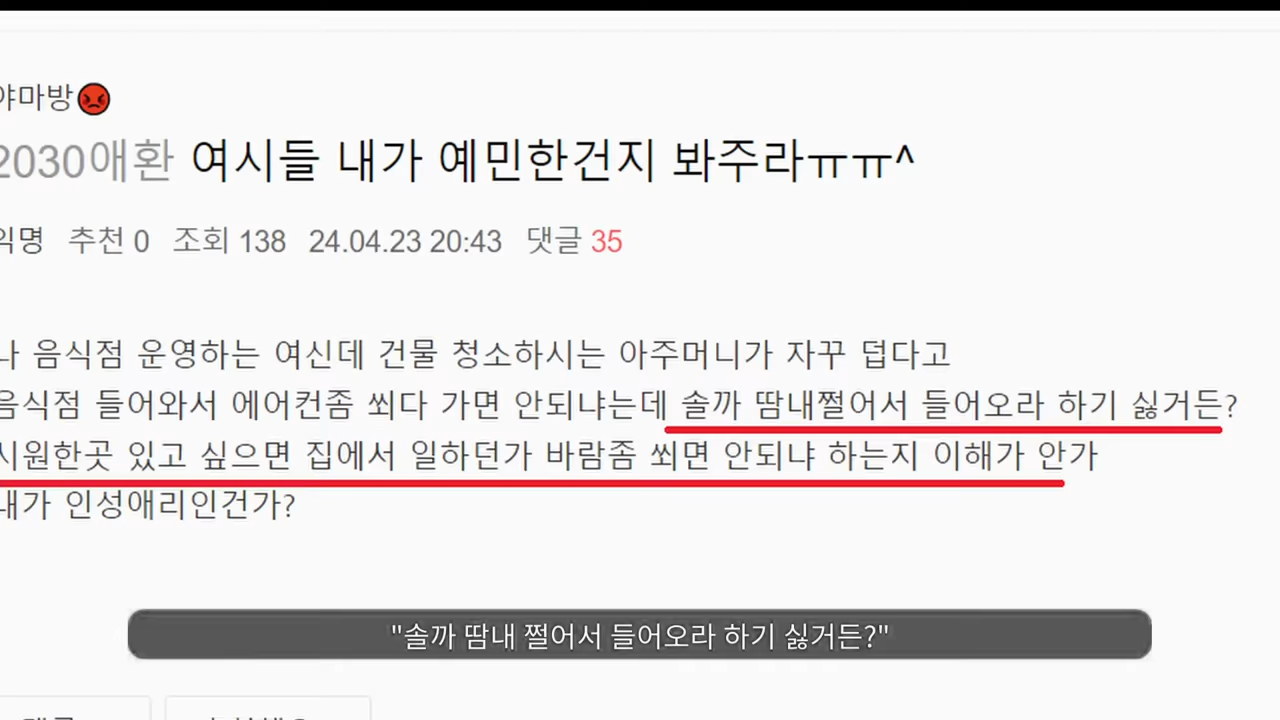 야마방
2030애환 여시들 내가 예민한건지 봐주라ㅠㅠ^
익명 추천 0 조회 138 24.04.23 20:43 댓글 35
나 음식점 운영하는 여신데 건물 청소하시는 아주머니가 자꾸 덥다고
음식점 들어와서 에어컨좀 쐬다 가면 안되냐는데 솔까 땀내쩔어서 들어오라 하기 싫거든?
시원한곳 있고 싶으면 집에서 일하던가 바람좀 쐬면 안되냐 하는지 이해가 안가
내가 인성애리인건가?
"솔까 땀내 쩔어서 들어오라 하기 싫거든?"